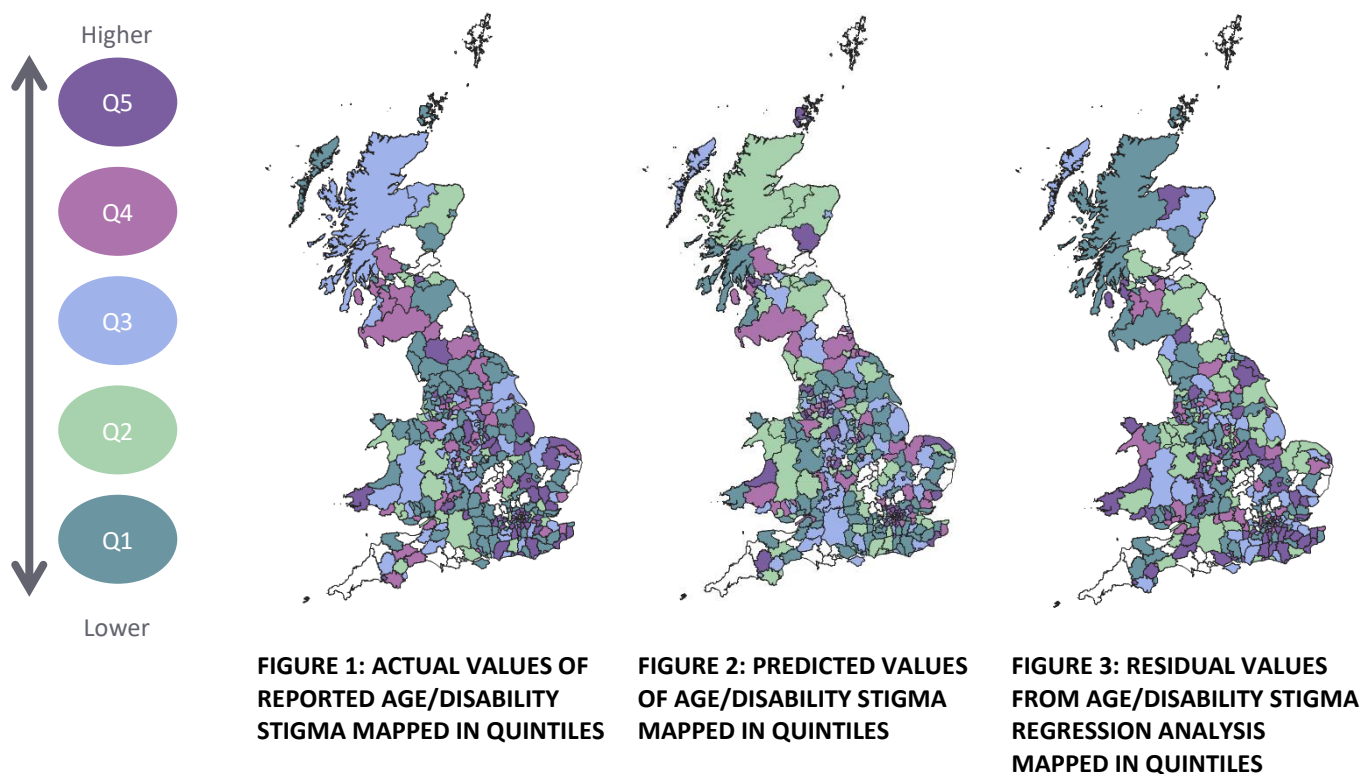 Higher
Q5
Q4
Q3
Q2
Q1
Lower
FIGURE 1: ACTUAL VALUES OF
REPORTED AGE/DISABILITY
STIGMA MAPPED IN QUINTILES
FIGURE 2: PREDICTED VALUES
OF AGE/DISABILITY STIGMA
MAPPED IN QUINTILES
FIGURE 3: RESIDUAL VALUES
FROM AGE/DISABILITY STIGMA
REGRESSION ANALYSIS
MAPPED IN QUINTILES